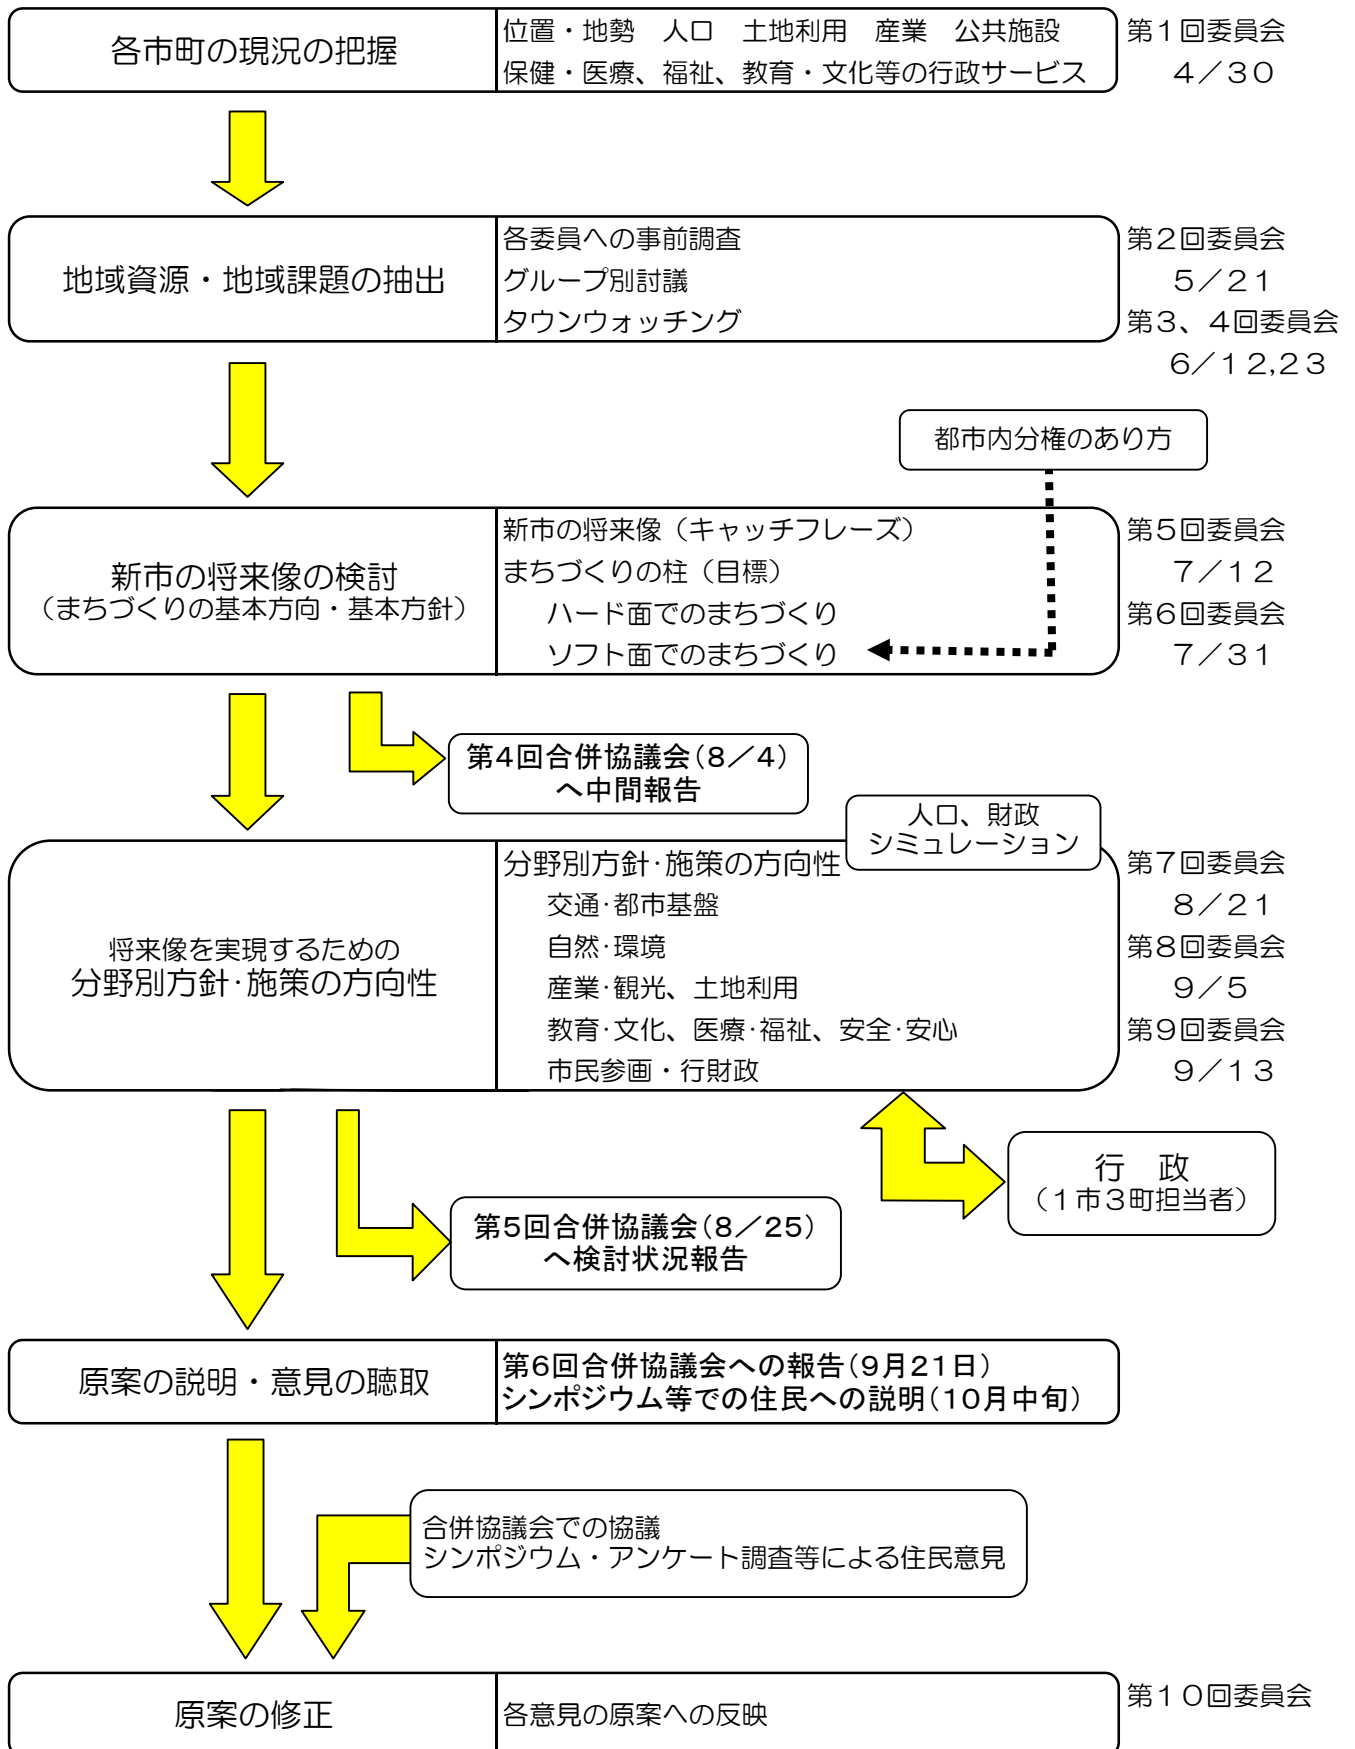 各市町の現況の把握
位置・地勢　人口　土地利用　産業　公共施設
保健・医療、福祉、教育・文化等の行政サービス
第１回委員会
４／３０
地域資源・地域課題の抽出
各委員への事前調査
グループ別討議
タウンウォッチング
第２回委員会
５／２１
第３、４回委員会
６／１２,２３
都市内分権のあり方
新市の将来像の検討
（まちづくりの基本方向・基本方針）
新市の将来像（キャッチフレーズ）
まちづくりの柱（目標）
ハード面でのまちづくり
ソフト面でのまちづくり
第５回委員会
７／１２
第６回委員会
７／３１
第4回合併協議会（8／4）
へ中間報告
人口、財政
シミュレーション
将来像を実現するための
分野別方針･施策の方向性
分野別方針･施策の方向性
交通･都市基盤
自然･環境
産業･観光、土地利用
教育･文化、医療･福祉、安全･安心
市民参画・行財政
第７回委員会
８／２１
第８回委員会
９／５
第９回委員会
９／１３
行　政
（１市３町担当者）
第5回合併協議会（8／25）
へ検討状況報告
原案の説明・意見の聴取
第6回合併協議会への報告（9月21日）
シンポジウム等での住民への説明（10月中旬）
合併協議会での協議
シンポジウム・アンケート調査等による住民意見
原案の修正
各意見の原案への反映
第１０回委員会